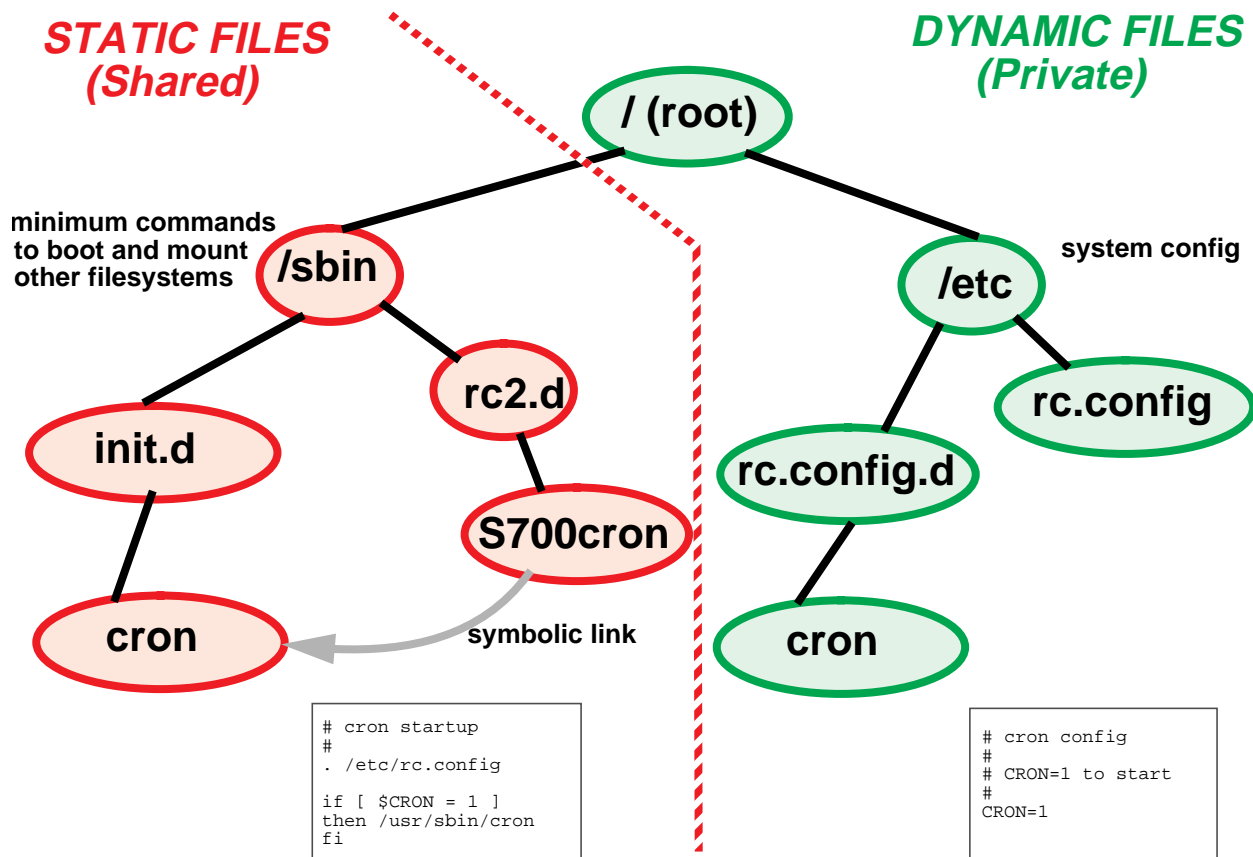 STATIC FILES
(Shared)
DYNAMIC FILES
(Private)
/ (root)
minimum commands
to boot and mount
other filesystems
/sbin
system config
/etc
rc2.d
rc.config
init.d
rc.config.d
S700cron
cron
symbolic link
cron
# cron startup
#
. /etc/rc.config
if [ $CRON = 1 ]
then /usr/sbin/cron
fi
# cron config
#
# CRON=1 to start
#
CRON=1